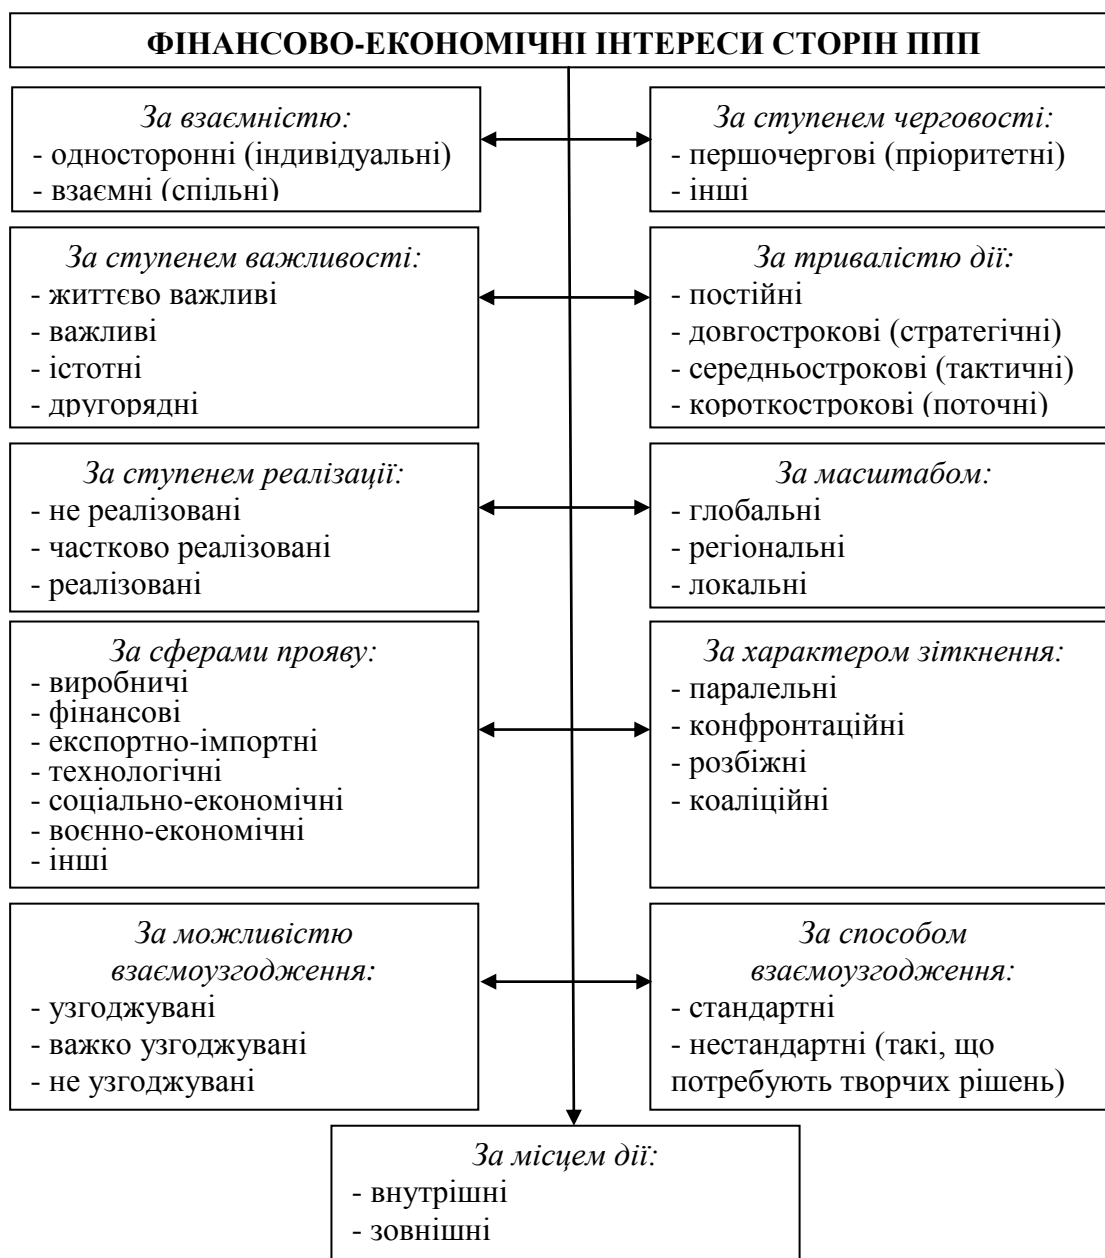 ФІНАНСОВО-ЕКОНОМІЧНІ ІНТЕРЕСИ СТОРІН ППП
За взаємністю:
- односторонні (індивідуальні)
- взаємні (спільні)
За ступенем черговості:
- першочергові (пріоритетні)
- інші
За ступенем важливості:
- життєво важливі
- важливі
- істотні
- другорядні
За тривалістю дії:
- постійні
- довгострокові (стратегічні)
- середньострокові (тактичні)
- короткострокові (поточні)
За ступенем реалізації:
- не реалізовані
- частково реалізовані
- реалізовані
За масштабом:
- глобальні
- регіональні
- локальні
За сферами прояву:
- виробничі
- фінансові
- експортно-імпортні
- технологічні
- соціально-економічні
- воєнно-економічні
- інші
За характером зіткнення:
- паралельні
- конфронтаційні
- розбіжні
- коаліційні
За можливістю
взаємоузгодження:
- узгоджувані
- важко узгоджувані
- не узгоджувані
За способом
взаємоузгодження:
- стандартні
- нестандартні (такі, що
потребують творчих рішень)
За місцем дії:
- внутрішні
- зовнішні